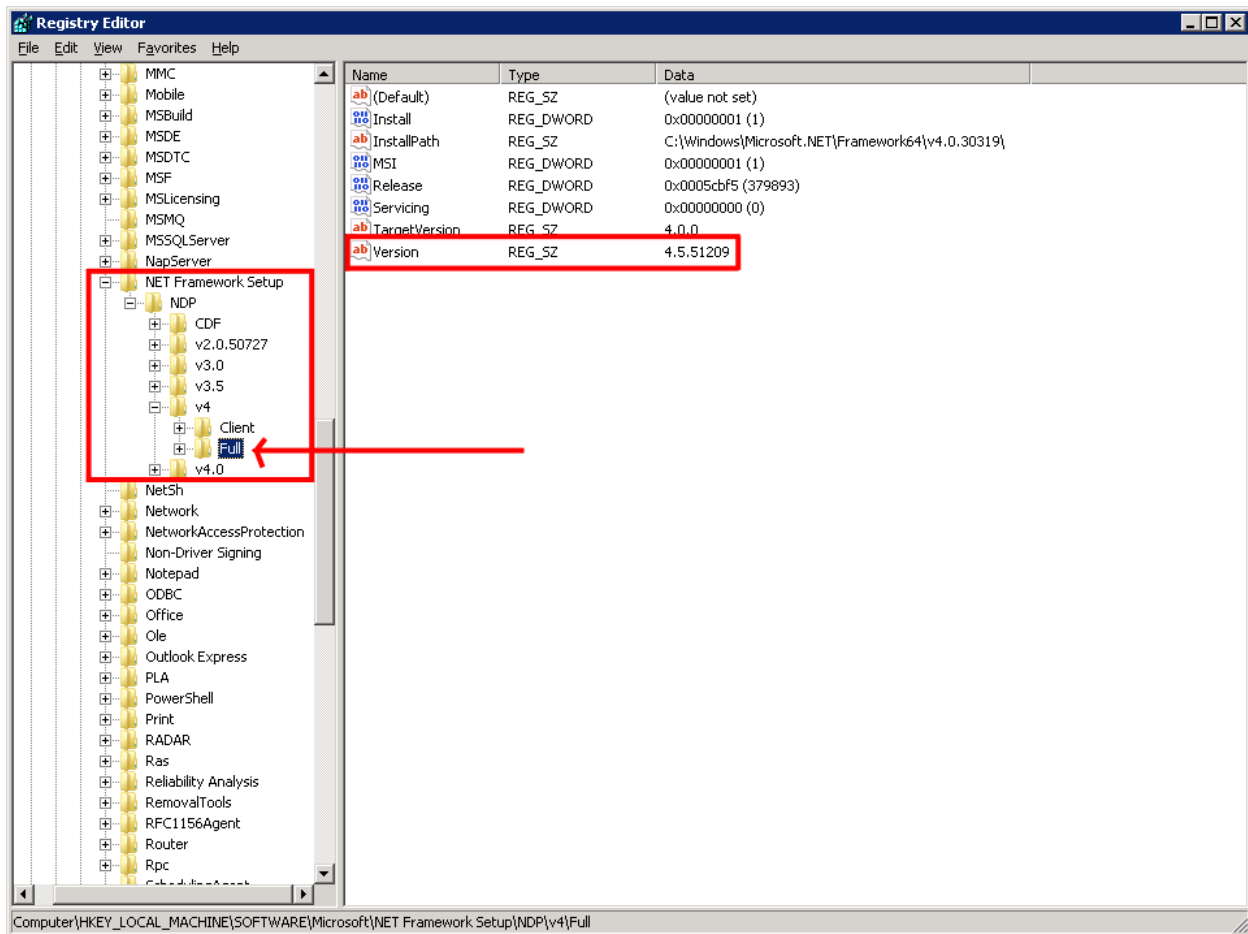 Registry Editor
File Edit View Favorites Help
MMC
Mobile
MSBuild
MSDE
MSDTC
MSF
MSLicensing
MSMQ
MSSQLServer
NapServer
NET Framework Setup
NDP
CDF
v2.0.50727
v3.0
v3.5
v4
Client
Full
v4.0
NetSh
Network
NetworkAccessProtection
Non-Driver Signing
Notepad
ODBC
Office
Ole
Outlook Express
PLA
PowerShell
Print
RADAR
Ras
Reliability Analysis
RemovalTools
RFC1156Agent
Router
Rpc
Name Type Data
(Default) REG_SZ (value not set)
Install REG_DWORD 0x00000001 (1)
InstallPath REG_SZ C:\Windows\Microsoft.NET\Framework64\v4.0.30319\
MSI REG_DWORD 0x00000001 (1)
Release REG_DWORD 0x0005cbf5 (379893)
Servicing REG_DWORD 0x00000000 (0)
TargetVersion REG_SZ 4.0.0
Version REG_SZ 4.5.51209
Computer\HKEY_LOCAL_MACHINE\SOFTWARE\Microsoft\NET Framework Setup\NDP\v4\Full